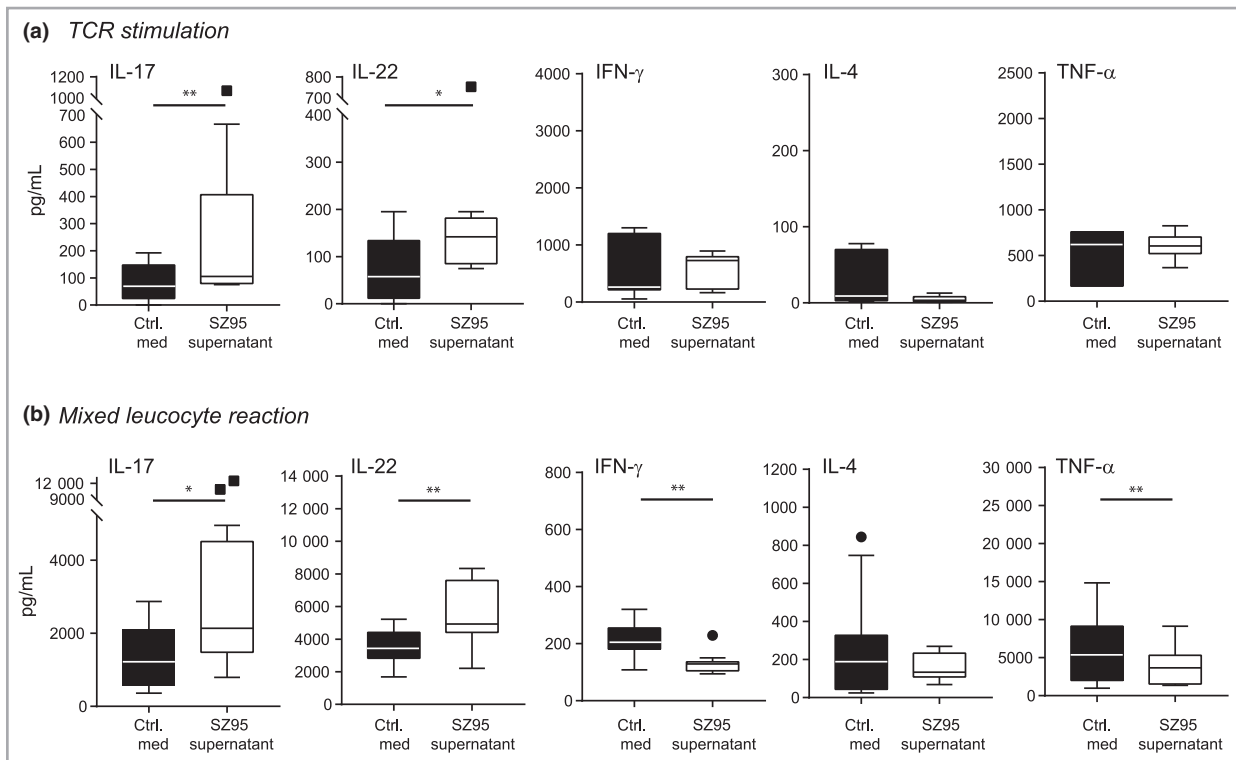 (a) TCR stimulation
IL-17
1200
1000
700
600
500
400
300
200
100
0
pg/mL
**
Ctrl. med
SZ95 supernatant
IL-22
800
700
400
300
200
100
0
*
Ctrl. med
SZ95 supernatant
IFN-γ
4000
3000
2000
1000
0
Ctrl. med
SZ95 supernatant
IL-4
300
200
100
0
Ctrl. med
SZ95 supernatant
TNF-α
2500
2000
1500
1000
500
0
Ctrl. med
SZ95 supernatant
(b) Mixed leucocyte reaction
IL-17
12 000
9000
4000
2000
0
pg/mL
*
Ctrl. med
SZ95 supernatant
IL-22
14 000
12 000
10 000
8000
6000
4000
2000
0
**
Ctrl. med
SZ95 supernatant
IFN-γ
800
600
400
200
0
**
Ctrl. med
SZ95 supernatant
IL-4
1200
1000
800
600
400
200
0
Ctrl. med
SZ95 supernatant
TNF-α
30 000
25 000
20 000
15 000
10 000
5000
0
**
Ctrl. med
SZ95 supernatant